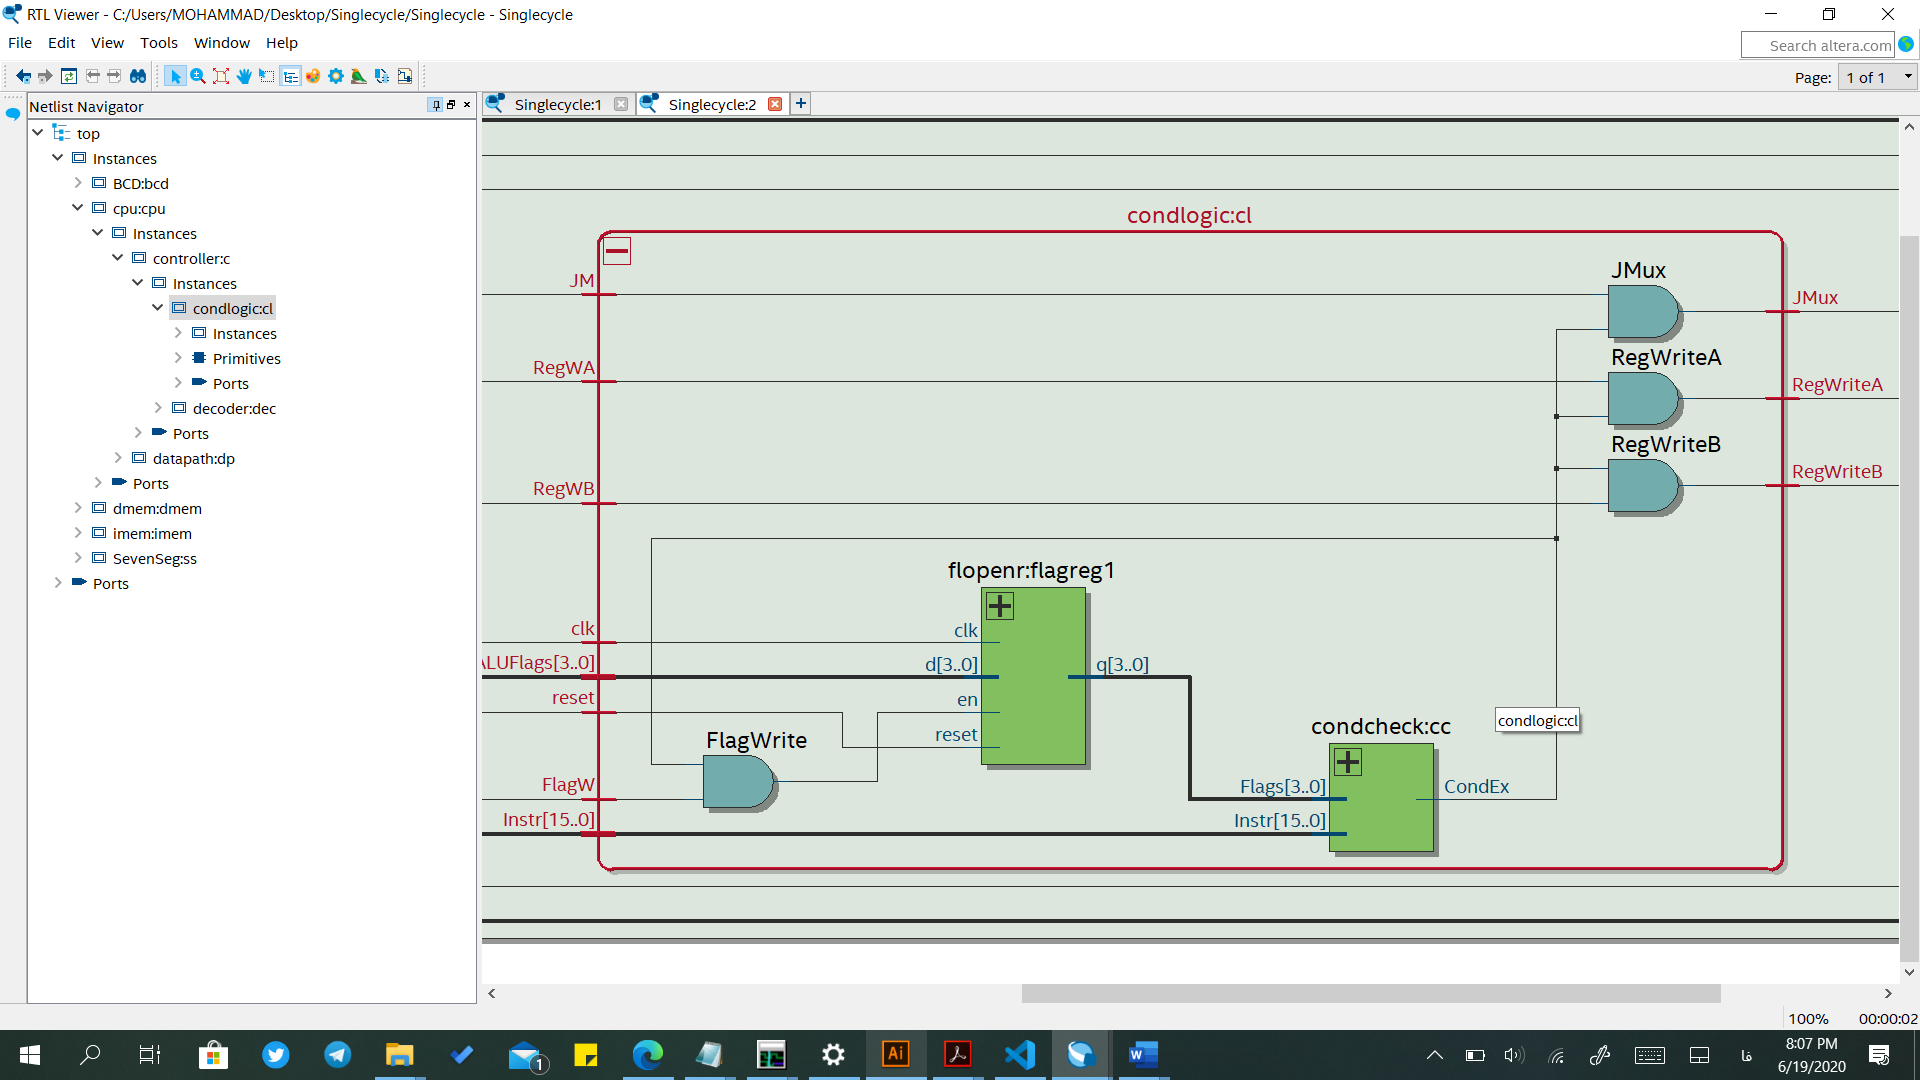 RTL Viewer - C:/Users/MOHAMMAD/Desktop/Singlecycle/Singlecycle - Singlecycle
File Edit View Tools Window Help
Search altera.com
Page: 1 of 1
Netlist Navigator
Singlecycle:1
Singlecycle:2
top
Instances
BCD:bcd
cpu:cpu
Instances
controller:c
Instances
condlogic:cl
Instances
Primitives
Ports
decoder:dec
Ports
datapath:dp
Ports
dmem:dmem
imem:imem
SevenSeg:ss
Ports
condlogic:cl
JMux
JM
JMux
RegWriteA
RegWA
RegWriteA
RegWriteB
RegWB
RegWriteB
flopenr:flagreg1
clk
clk
ALUFlags[3..0]
d[3..0]
q[3..0]
reset
en
reset
FlagWrite
condcheck:cc
condlogic:cl
FlagW
Flags[3..0]
CondEx
Instr[15..0]
Instr[15..0]
100%
00:00:02
1
Ai
فا
8:07 PM
6/19/2020